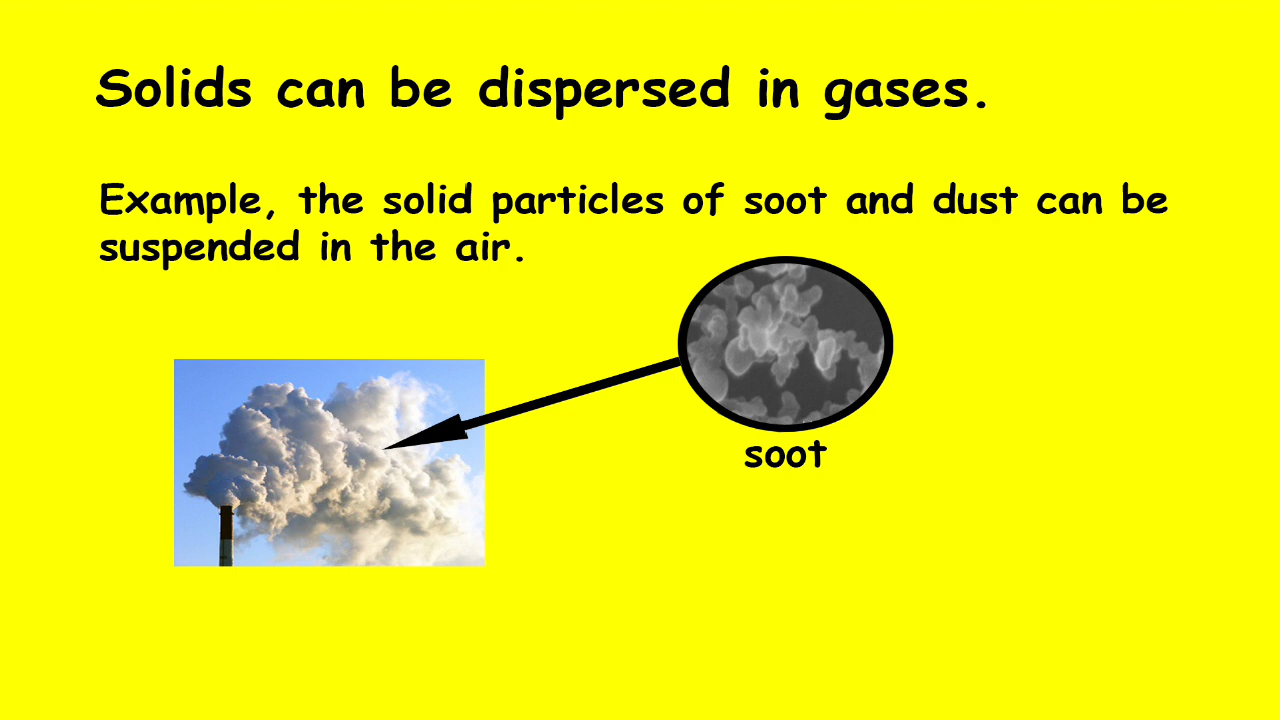 Solids can be dispersed in gases.
Example, the solid particles of soot and dust can be
suspended in the air.
soot